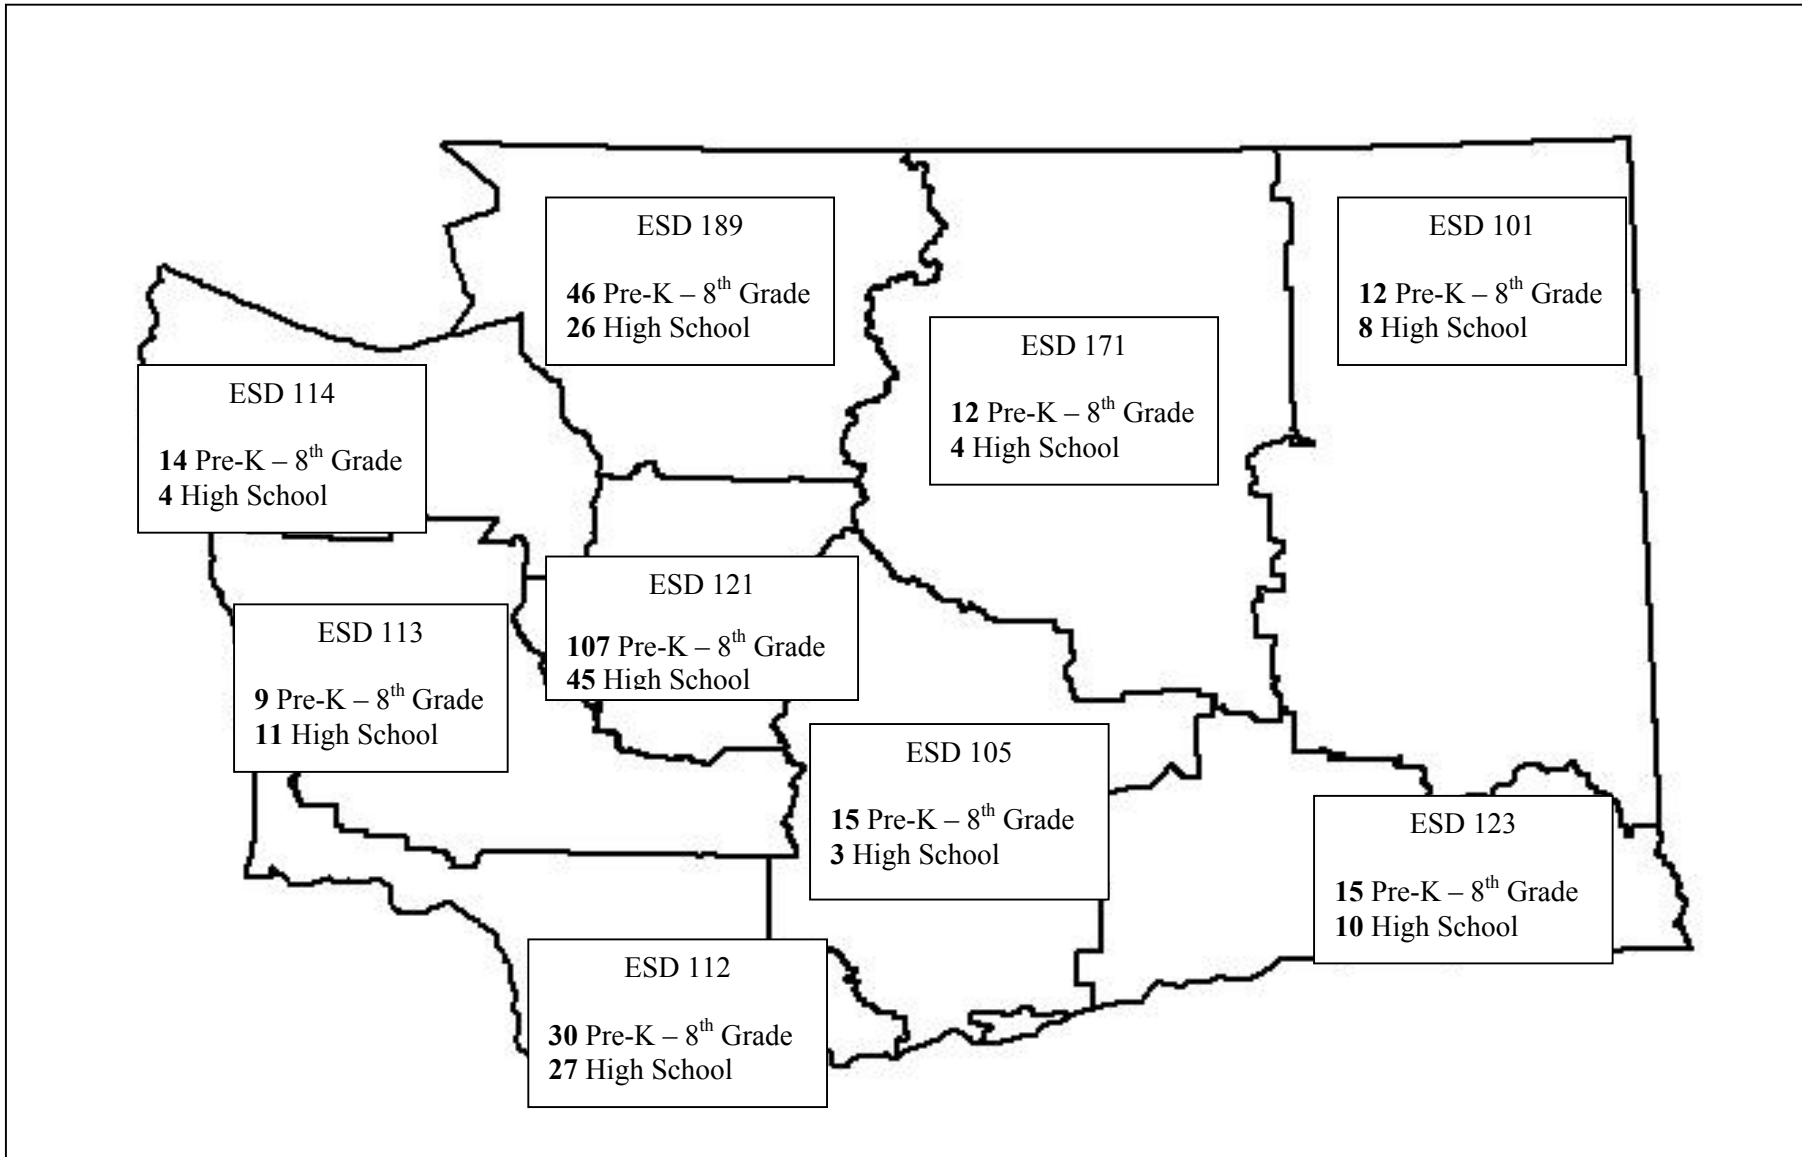 ESD 189
46 Pre-K – 8th Grade
26 High School
ESD 101
12 Pre-K – 8th Grade
8 High School
ESD 171
12 Pre-K – 8th Grade
4 High School
ESD 114
14 Pre-K – 8th Grade
4 High School
ESD 121
107 Pre-K – 8th Grade
45 High School
ESD 113
9 Pre-K – 8th Grade
11 High School
ESD 105
15 Pre-K – 8th Grade
3 High School
ESD 123
15 Pre-K – 8th Grade
10 High School
ESD 112
30 Pre-K – 8th Grade
27 High School